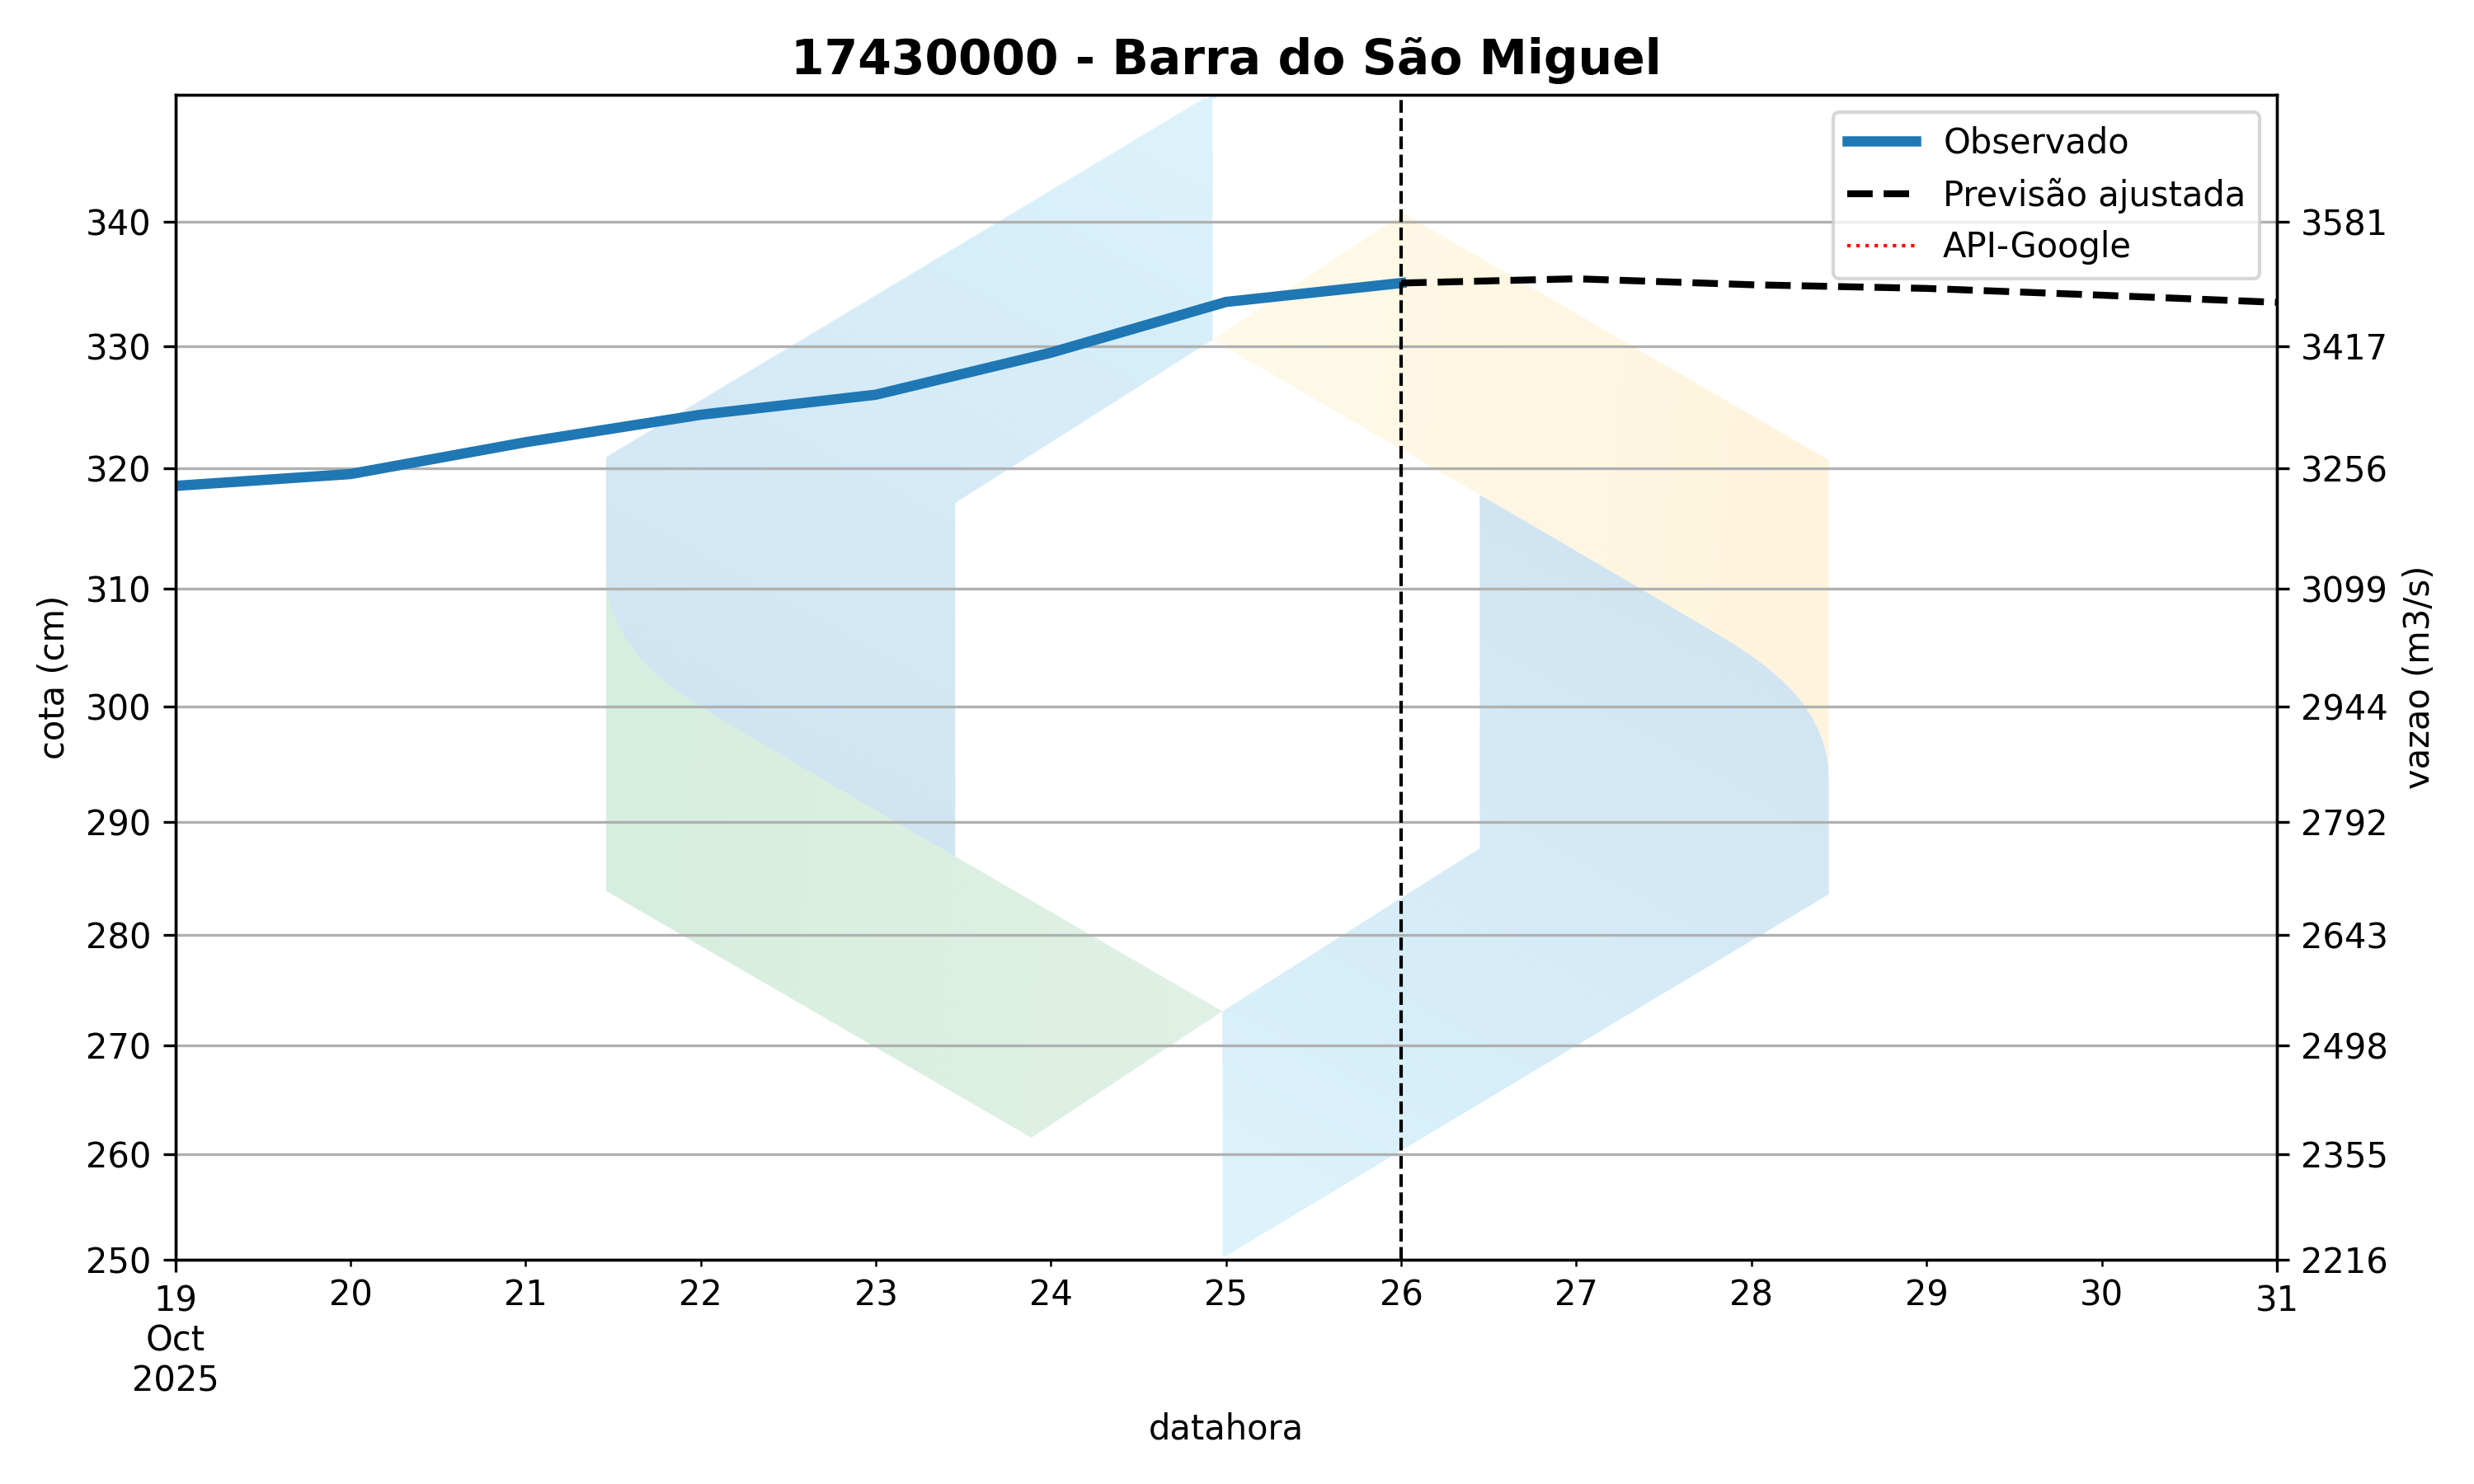 17430000 - Barra do São Miguel
Observado
Previsão ajustada
API-Google
cota (cm)
340
330
320
310
300
290
280
270
260
250
3581
3417
3256
3099
2944
2792
2643
2498
2355
2216
vazao (m3/s)
19 20 21 22 23 24 25 26 27 28 29 30 31
Oct
2025
datahora